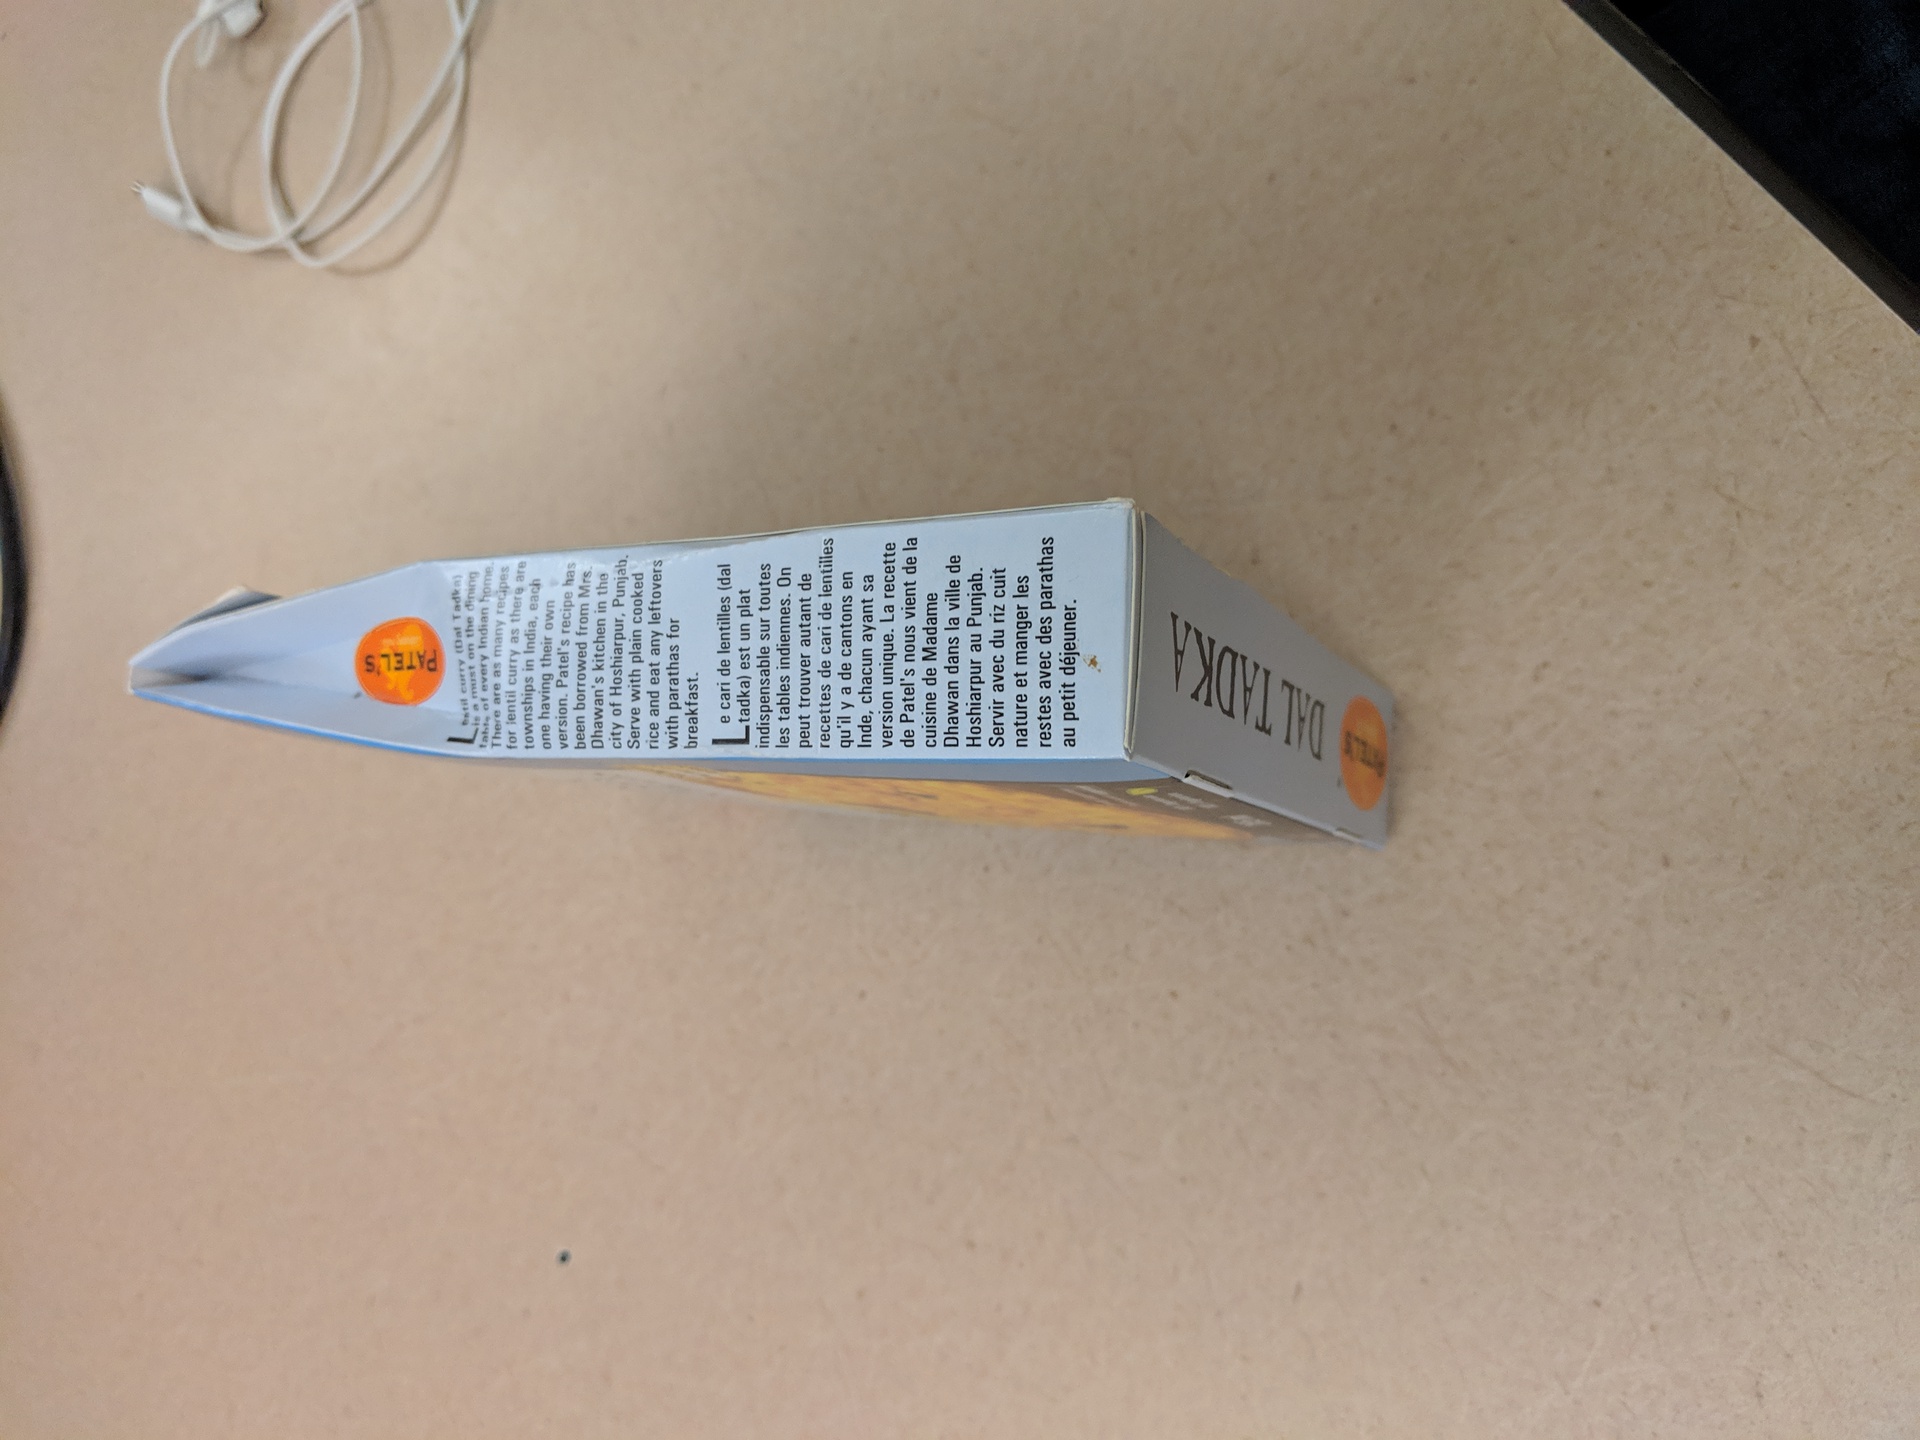 PATEL'S
Lentil curry (Dal Tadka)
is a must on the dining
table of every Indian home.
There are as many recipes
for lentil curry as there are
townships in India, each
one having their own
version. Patel's recipe has
been borrowed from Mrs.
Dhawan's kitchen in the
city of Hoshiarpur, Punjab.
Serve with plain cooked
rice and eat any leftovers
with parathas for
breakfast.
Le cari de lentilles (dal
tadka) est un plat
indispensable sur toutes
les tables indiennes. On
peut trouver autant de
recettes de cari de lentilles
qu'il y a de cantons en
Inde, chacun ayant sa
version unique. La recette
de Patel's nous vient de la
cuisine de Madame
Dhawan dans la ville de
Hoshiarpur au Punjab.
Servir avec du riz cuit
nature et manger les
restes avec des parathas
au petit déjeuner.
DAL TADKA
PATEL'S